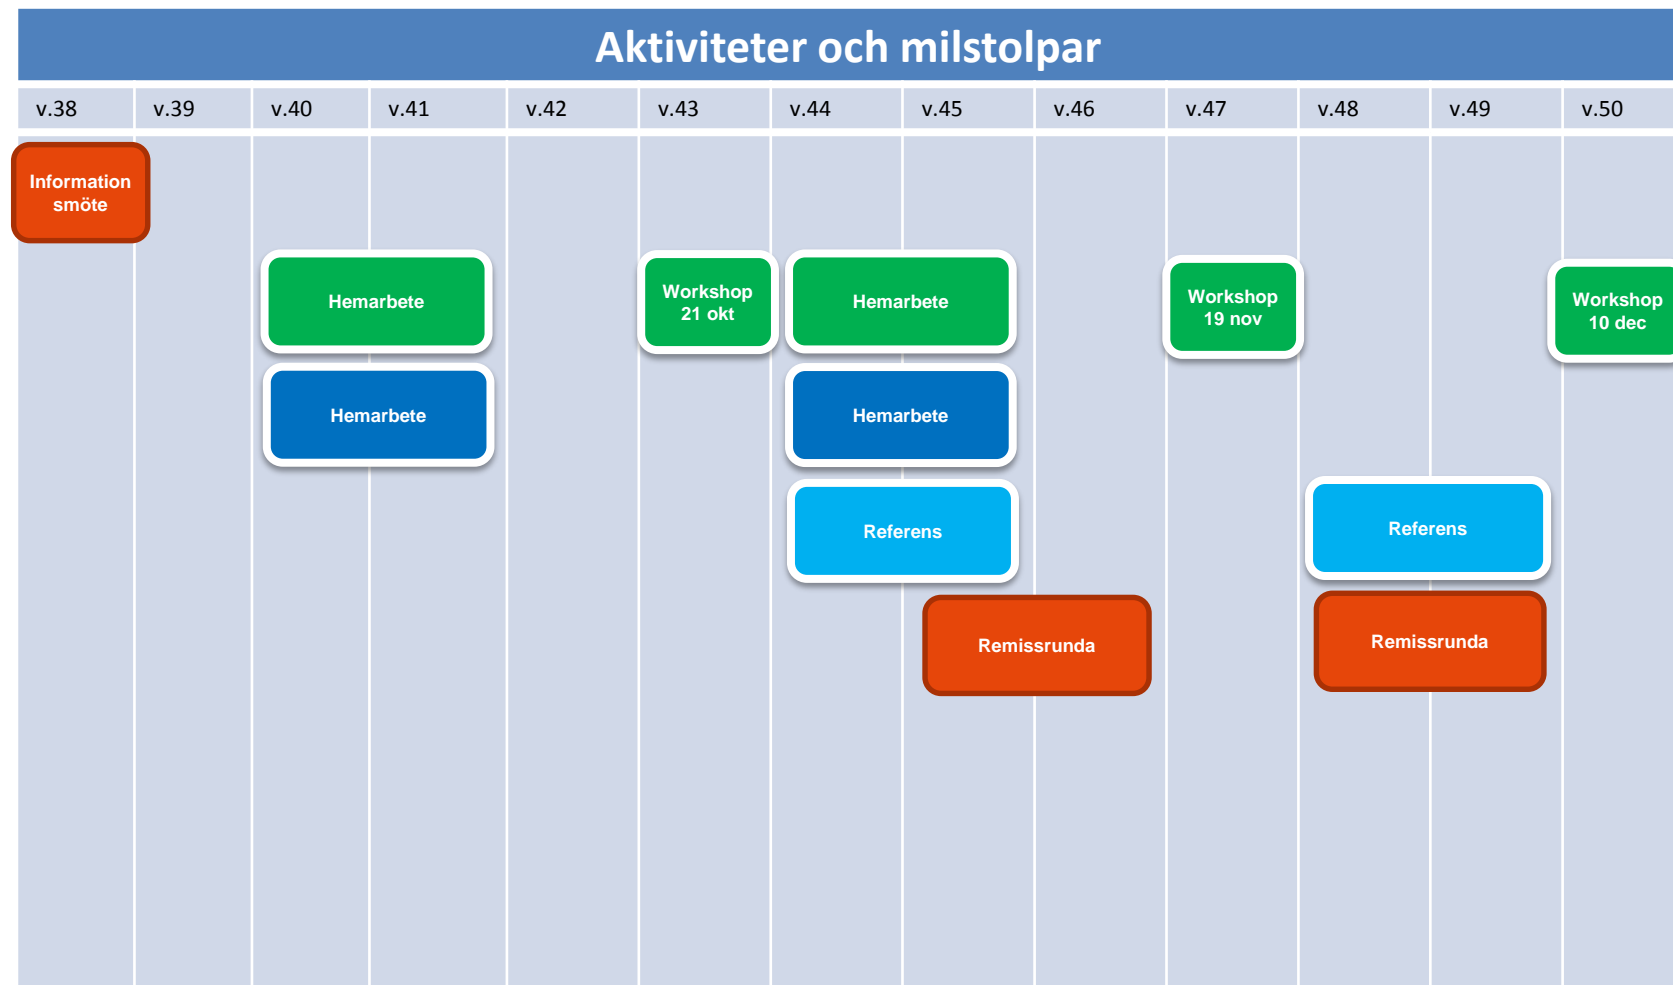 Aktiviteter och milstolpar
v.38 v.39 v.40 v.41 v.42 v.43 v.44 v.45 v.46 v.47 v.48 v.49 v.50
Information
smöte
Hemarbete
Workshop
21 okt
Hemarbete
Workshop
19 nov
Workshop
10 dec
Hemarbete
Hemarbete
Referens
Referens
Remissrunda
Remissrunda